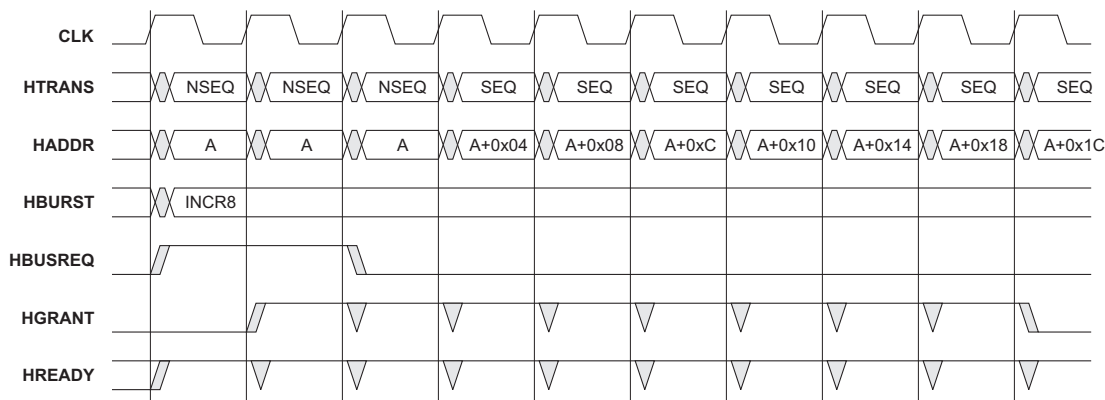 CLK
HTRANS NSEQ NSEQ NSEQ SEQ SEQ SEQ SEQ SEQ SEQ SEQ
HADDR A A A A+0x04 A+0x08 A+0xC A+0x10 A+0x14 A+0x18 A+0x1C
HBURST INCR8
HBUSREQ
HGRANT
HREADY